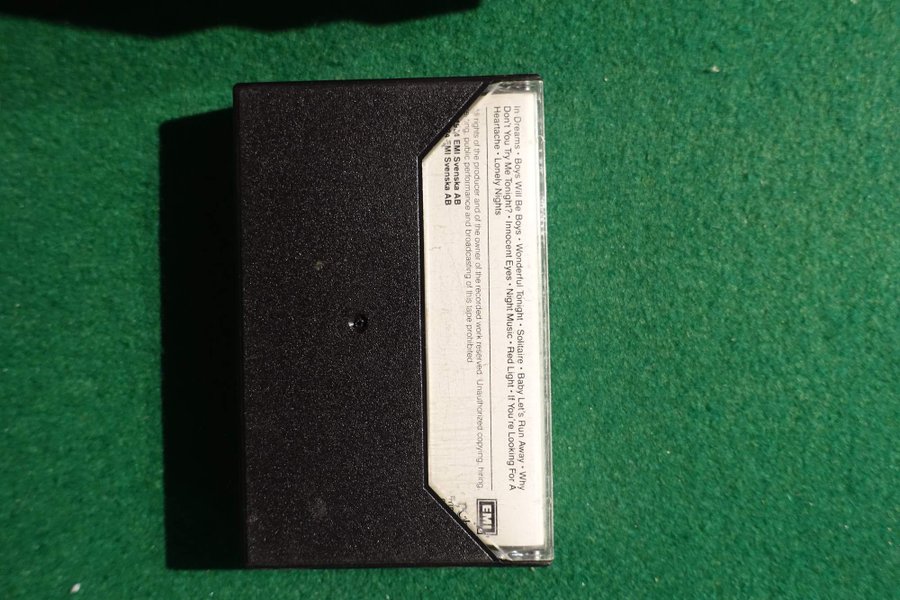 In Dreams • Boys Will Be Boys • Wonderful Tonight • Solitaire • Baby Let's Run Away • Why
Don't You Try Me Tonight? • Innocent Eyes • Night Music • Red Light • If You're Looking For A
Heartache • Lonely Nights
rights of the producer and of the owner of the recorded work reserved. Unauthorized copying, hiring,
public performance and broadcasting of this tape prohibited.
EMI Svenska AB
EMI Svenska AB
EMI